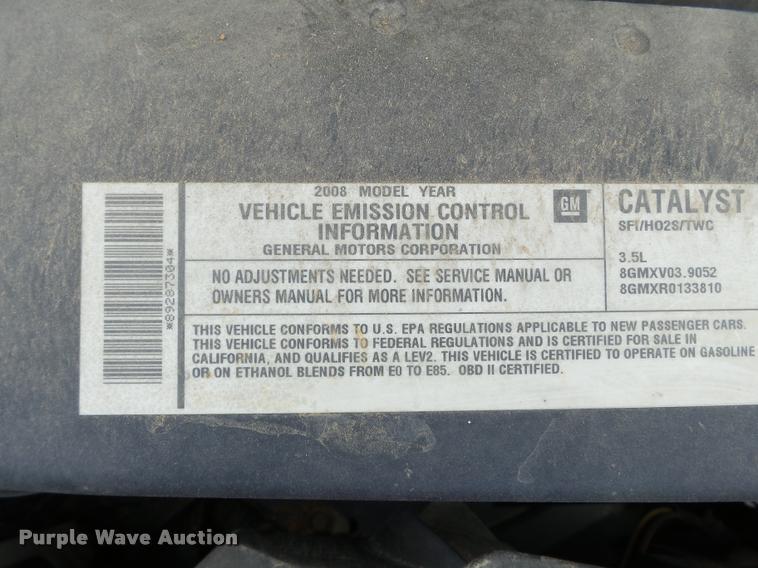 2008 MODEL YEAR
VEHICLE EMISSION CONTROL
INFORMATION
GENERAL MOTORS CORPORATION
GM
NO ADJUSTMENTS NEEDED. SEE SERVICE MANUAL OR
OWNERS MANUAL FOR MORE INFORMATION.
CATALYST
SFI/HO2S/TWC
3.5L
8GMXV03.9052
8GMXR0133810
THIS VEHICLE CONFORMS TO U.S. EPA REGULATIONS APPLICABLE TO NEW PASSENGER CARS.
THIS VEHICLE CONFORMS TO FEDERAL REGULATIONS AND IS CERTIFIED FOR SALE IN
CALIFORNIA, AND QUALIFIES AS A LEV2. THIS VEHICLE IS CERTIFIED TO OPERATE ON GASOLINE
OR ON ETHANOL BLENDS FROM E0 TO E85. OBD II CERTIFIED.
*89287304*
Purple Wave Auction